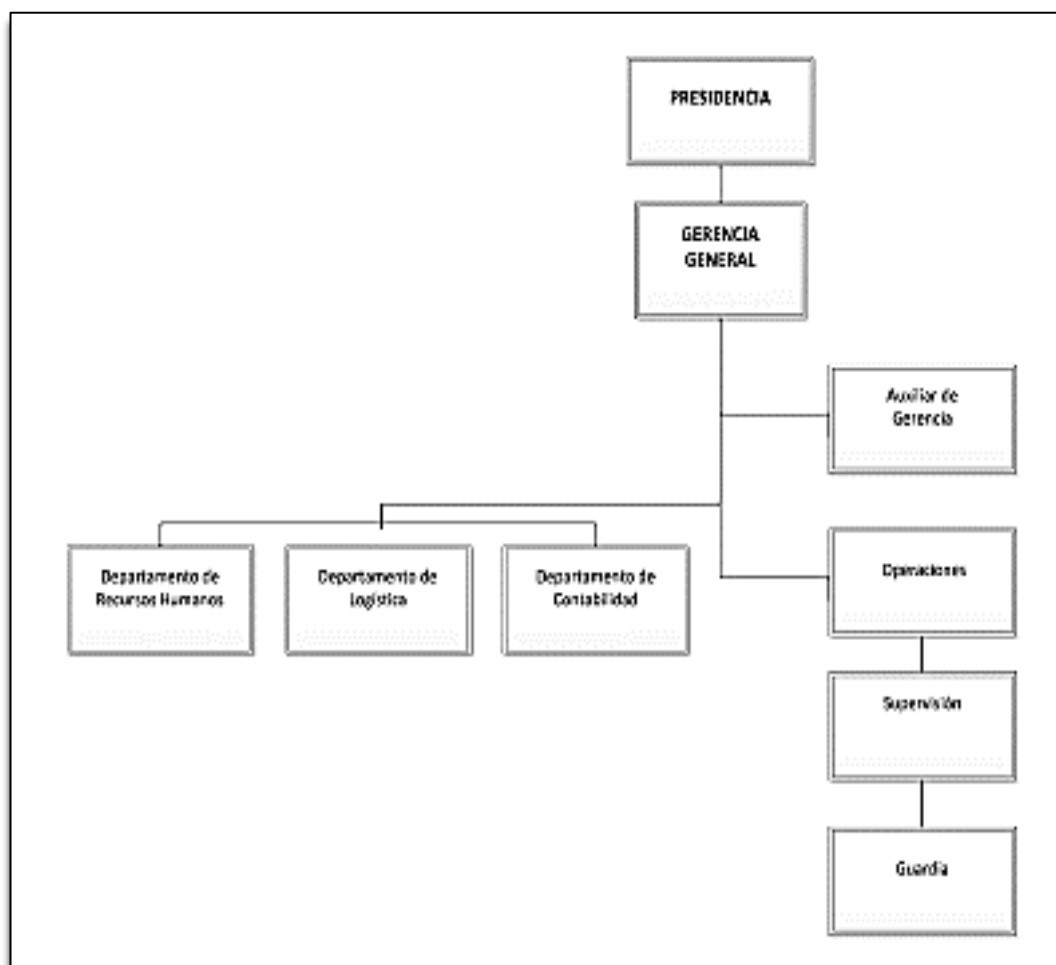 PRESIDENCIA
GERENCIA
GENERAL
Auxiliar de
Gerencia
Departamento de
Recursos Humanos
Departamento de
Logística
Departamento de
Contabilidad
Operaciones
Supervisión
Guardia